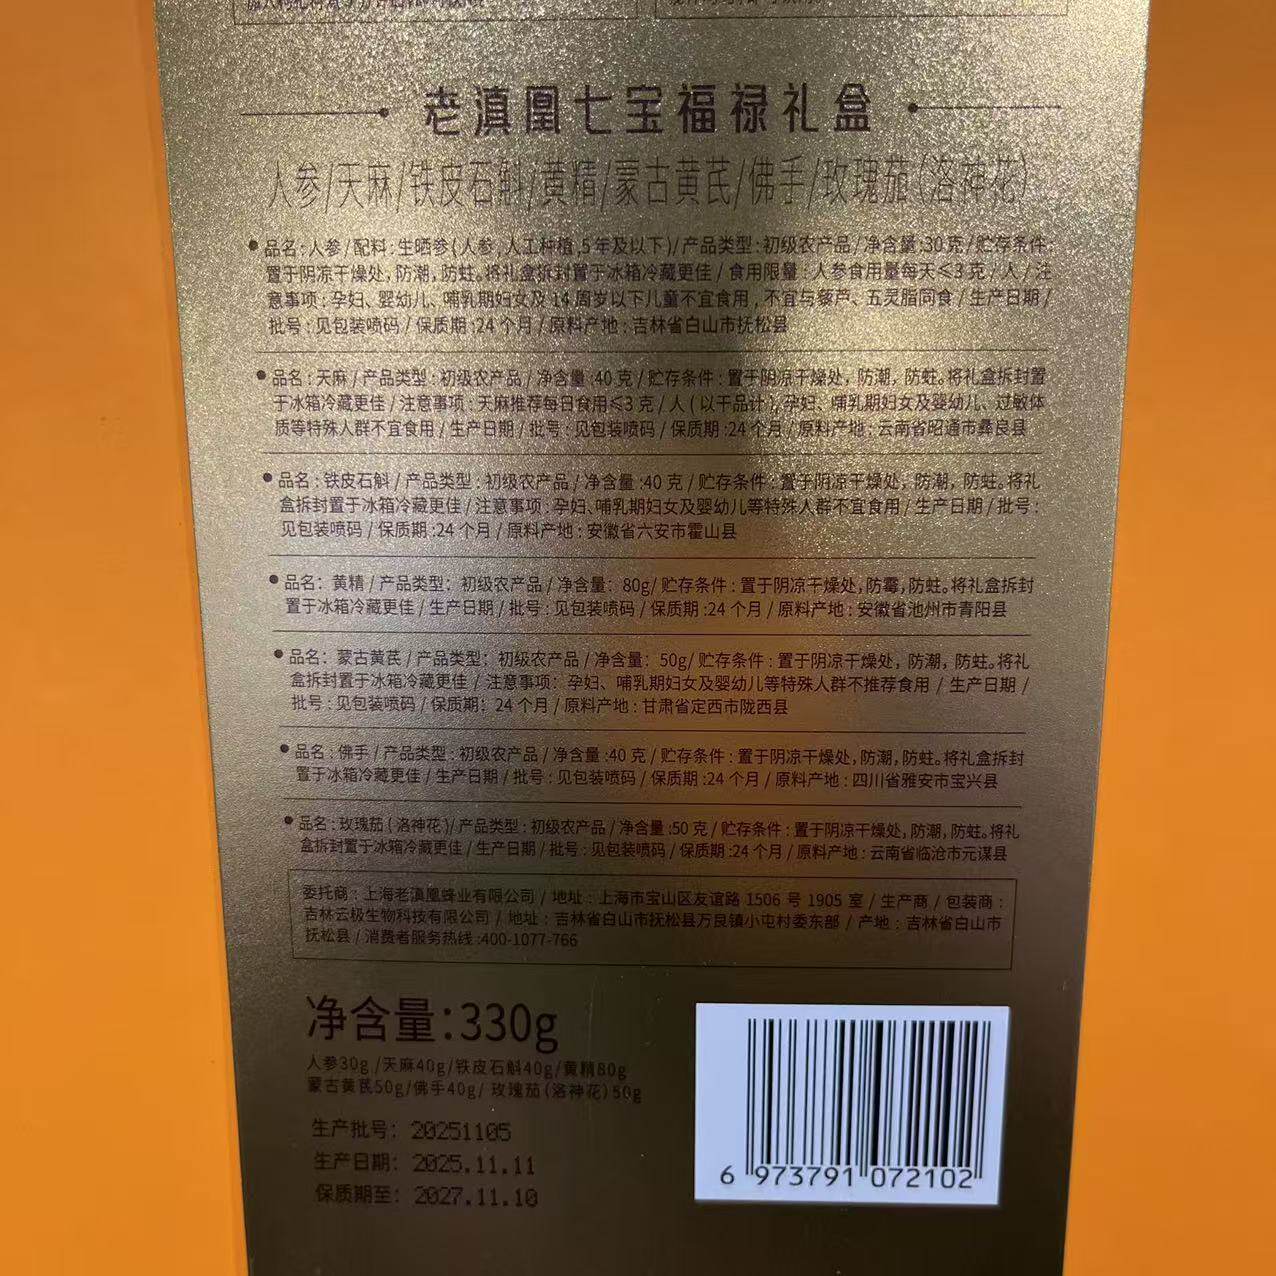 老滇凰七宝福禄礼盒
人参/天麻/铁皮石斛/黄精/蒙古黄芪/佛手/玫瑰茄(洛神花)
● 品名:人参/配料:生晒参(人参,人工种植,5年及以下)/产品类型:初级农产品/净含量:30克/贮存条件:
置于阴凉干燥处,防潮,防蛀。将礼盒拆封置于冰箱冷藏更佳/食用限量:人参食用量每天≤3克/人/注
意事项:孕妇、婴幼儿、哺乳期妇女及14周岁以下儿童不宜食用,不宜与藜芦、五灵脂同食/生产日期/
批号:见包装喷码/保质期:24个月/原料产地:吉林省白山市抚松县
● 品名:天麻/产品类型:初级农产品/净含量:40克/贮存条件:置于阴凉干燥处,防潮,防蛀。将礼盒拆封置
于冰箱冷藏更佳/注意事项:天麻推荐每日食用≤3克/人(以干品计),孕妇、哺乳期妇女及婴幼儿、过敏体
质等特殊人群不宜食用/生产日期/批号:见包装喷码/保质期:24个月/原料产地:云南省昭通市彝良县
● 品名:铁皮石斛/产品类型:初级农产品/净含量:40克/贮存条件:置于阴凉干燥处,防潮,防蛀。将礼
盒拆封置于冰箱冷藏更佳/注意事项:孕妇、哺乳期妇女及婴幼儿等特殊人群不宜食用/生产日期/批号:
见包装喷码/保质期:24个月/原料产地:安徽省六安市霍山县
● 品名:黄精/产品类型:初级农产品/净含量:80g/贮存条件:置于阴凉干燥处,防霉,防蛀。将礼盒拆封
置于冰箱冷藏更佳/生产日期/批号:见包装喷码/保质期:24个月/原料产地:安徽省池州市青阳县
● 品名:蒙古黄芪/产品类型:初级农产品/净含量:50g/贮存条件:置于阴凉干燥处,防潮,防蛀。将礼
盒拆封置于冰箱冷藏更佳/注意事项:孕妇、哺乳期妇女及婴幼儿等特殊人群不推荐食用/生产日期/
批号:见包装喷码/保质期:24个月/原料产地:甘肃省定西市陇西县
● 品名:佛手/产品类型:初级农产品/净含量:40克/贮存条件:置于阴凉干燥处,防潮,防蛀。将礼盒拆封
置于冰箱冷藏更佳/生产日期/批号:见包装喷码/保质期:24个月/原料产地:四川省雅安市宝兴县
● 品名:玫瑰茄(洛神花)/产品类型:初级农产品/净含量:50克/贮存条件:置于阴凉干燥处,防潮,防蛀。将礼
盒拆封置于冰箱冷藏更佳/生产日期/批号:见包装喷码/保质期:24个月/原料产地:云南省临沧市元谋县
委托商:上海老滇凰蜂业有限公司/地址:上海市宝山区友谊路1506号1905室/生产商/包装商:
吉林云极生物科技有限公司/地址:吉林省白山市抚松县万良镇小屯村委东部/产地:吉林省白山市
抚松县/消费者服务热线:400-1077-766
净含量:330g
人参30g/天麻40g/铁皮石斛40g/黄精80g
蒙古黄芪50g/佛手40g/玫瑰茄(洛神花)50g
生产批号: 20251105
生产日期: 2025.11.11
保质期至: 2027.11.10
6 973791 072102